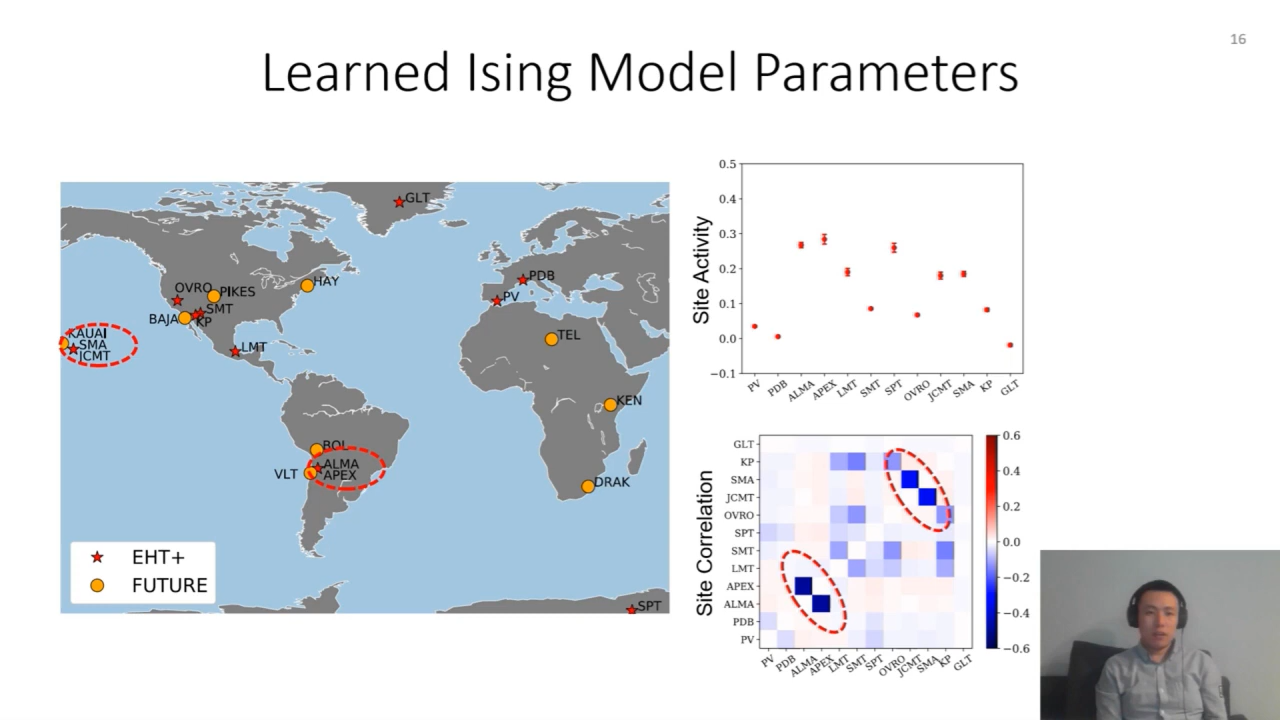 16
Learned Ising Model Parameters
GLT
PDB
PV
OVRO
PIKES
HAY
SMT
BAJA
KP
KAUAI
SMA
JCMT
LMT
TEL
KEN
BOL
ALMA
VLT
APEX
DRAK
EHT+
FUTURE
SPT
Site Activity
0.5
0.4
0.3
0.2
0.1
0.0
−0.1
PV
PDB
ALMA
APEX
LMT
SMT
SPT
OVRO
JCMT
SMA
KP
GLT
Site Correlation
GLT
KP
SMA
JCMT
OVRO
SPT
SMT
LMT
APEX
ALMA
PDB
PV
PV
PDB
ALMA
APEX
LMT
SMT
SPT
OVRO
JCMT
SMA
KP
GLT
0.6
0.4
0.2
0.0
−0.2
−0.4
−0.6